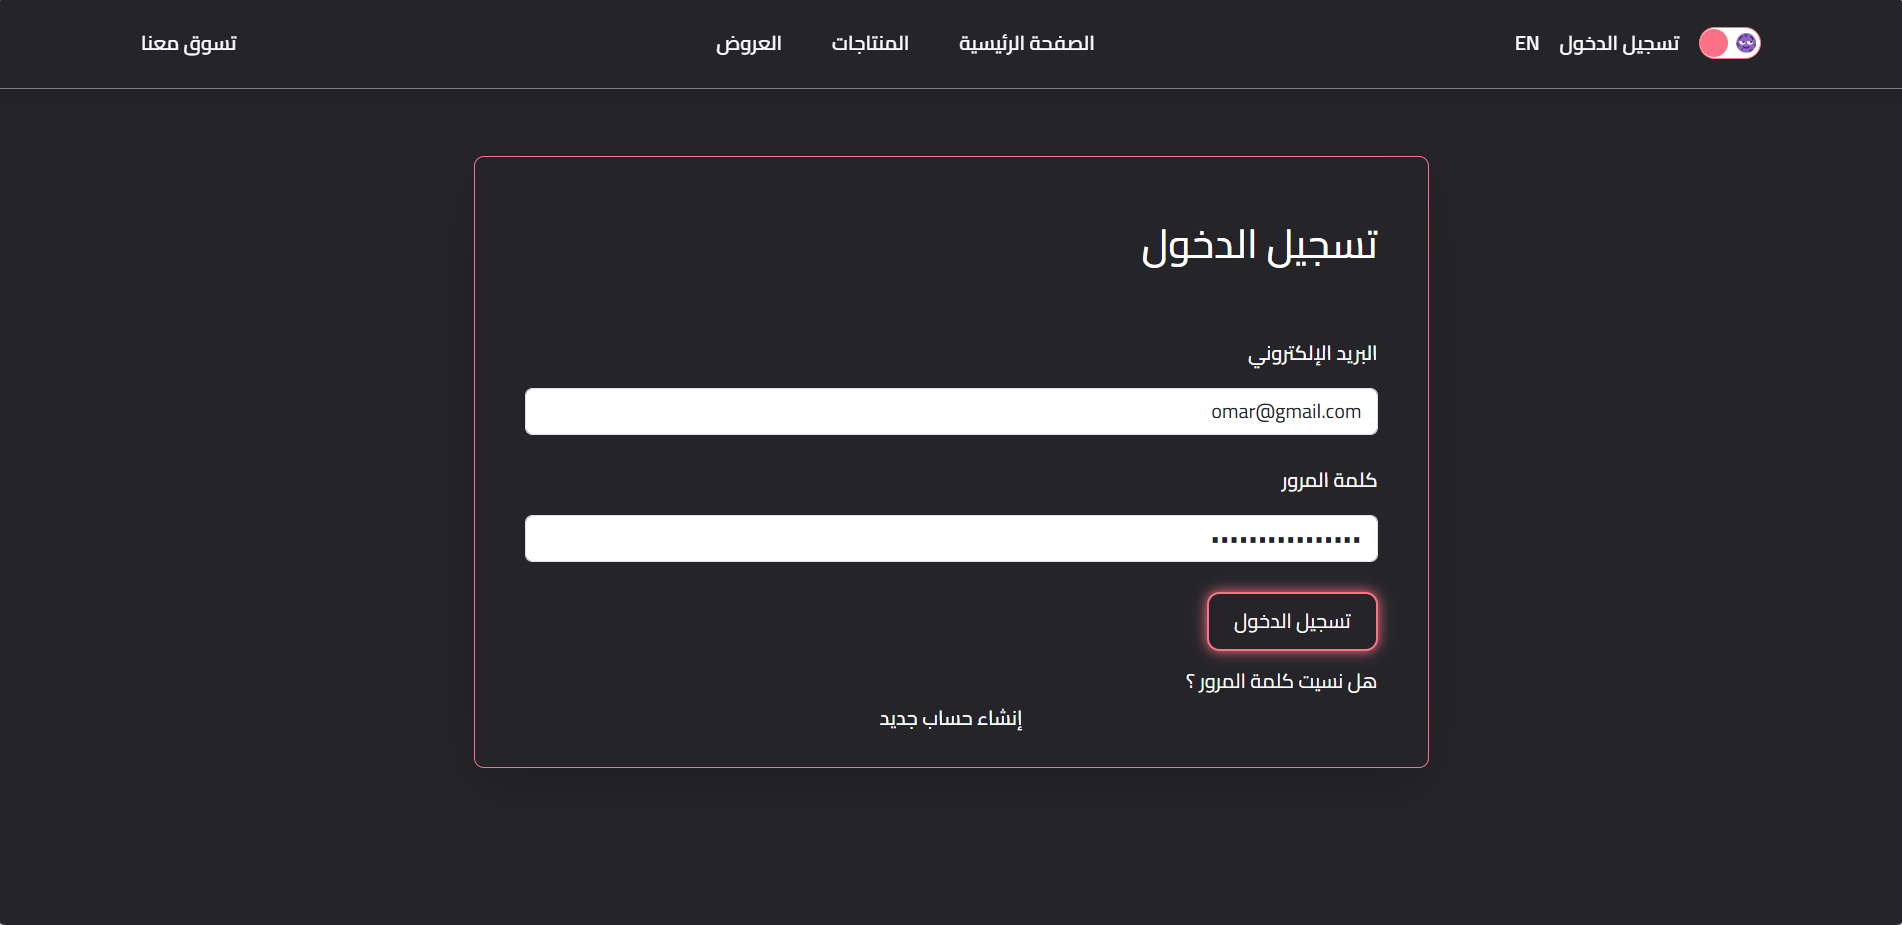 تسجيل الدخول EN
الصفحة الرئيسية المنتاجات العروض
تسوق معنا
تسجيل الدخول
البريد الإلكتروني
omar@gmail.com
كلمة المرور
تسجيل الدخول
هل نسيت كلمة المرور ؟
إنشاء حساب جديد